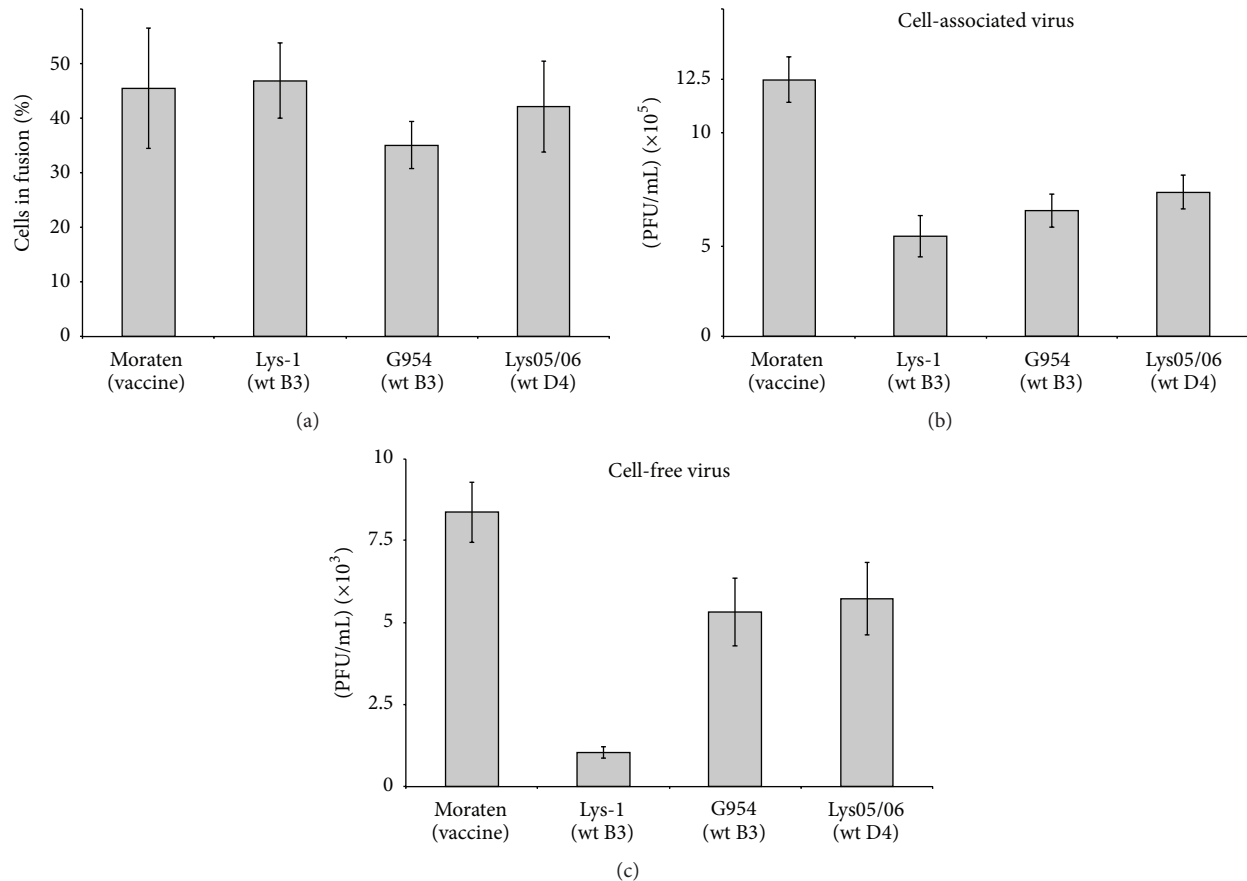 Cells in fusion (%)
50
40
30
20
10
0
Moraten
(vaccine)
Lys-1
(wt B3)
G954
(wt B3)
Lys05/06
(wt D4)
(a)
Cell-associated virus
(PFU/mL) (×10⁵)
12.5
10
5
0
Moraten
(vaccine)
Lys-1
(wt B3)
G954
(wt B3)
Lys05/06
(wt D4)
(b)
Cell-free virus
(PFU/mL) (×10³)
10
7.5
5
2.5
0
Moraten
(vaccine)
Lys-1
(wt B3)
G954
(wt B3)
Lys05/06
(wt D4)
(c)